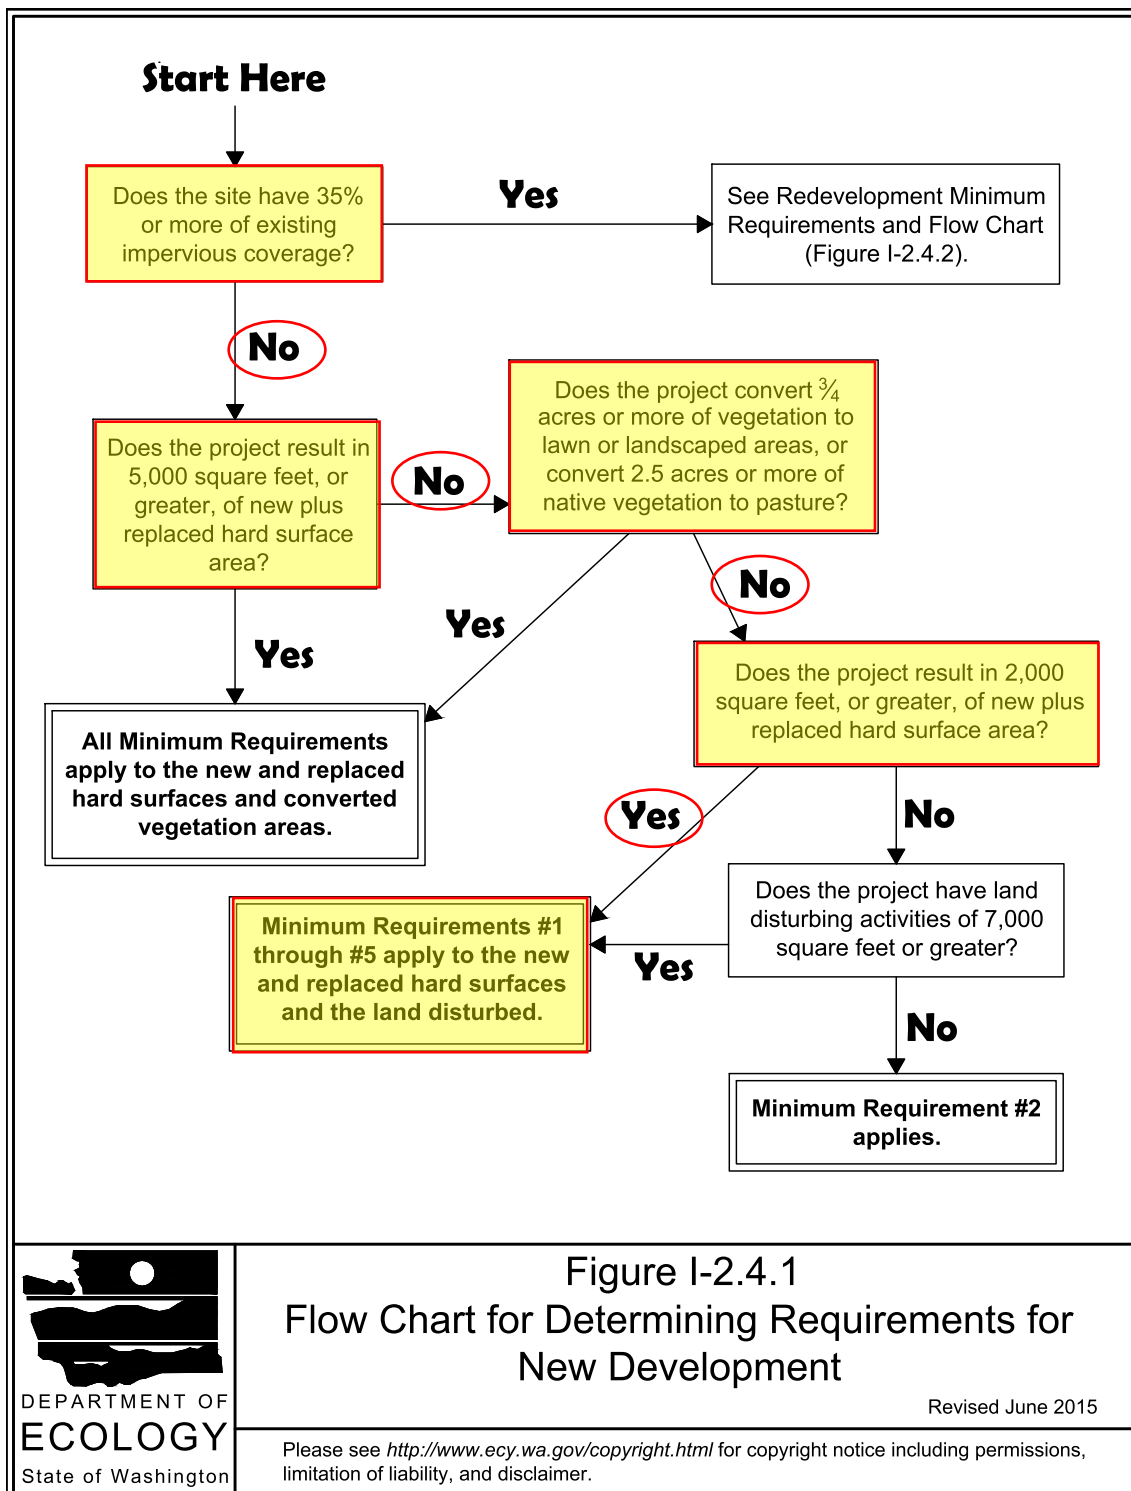 Start Here
Does the site have 35%
or more of existing
impervious coverage?
Yes
See Redevelopment Minimum
Requirements and Flow Chart
(Figure I-2.4.2).
No
Does the project result in
5,000 square feet, or
greater, of new plus
replaced hard surface
area?
No
Does the project convert ¾
acres or more of vegetation to
lawn or landscaped areas, or
convert 2.5 acres or more of
native vegetation to pasture?
No
Yes
Yes
Does the project result in 2,000
square feet, or greater, of new plus
replaced hard surface area?
All Minimum Requirements
apply to the new and replaced
hard surfaces and converted
vegetation areas.
Yes
No
Does the project have land
disturbing activities of 7,000
square feet or greater?
Minimum Requirements #1
through #5 apply to the new
and replaced hard surfaces
and the land disturbed.
Yes
No
Minimum Requirement #2
applies.
Figure I-2.4.1
Flow Chart for Determining Requirements for
New Development
Revised June 2015
DEPARTMENT OF
ECOLOGY
State of Washington
Please see http://www.ecy.wa.gov/copyright.html for copyright notice including permissions,
limitation of liability, and disclaimer.